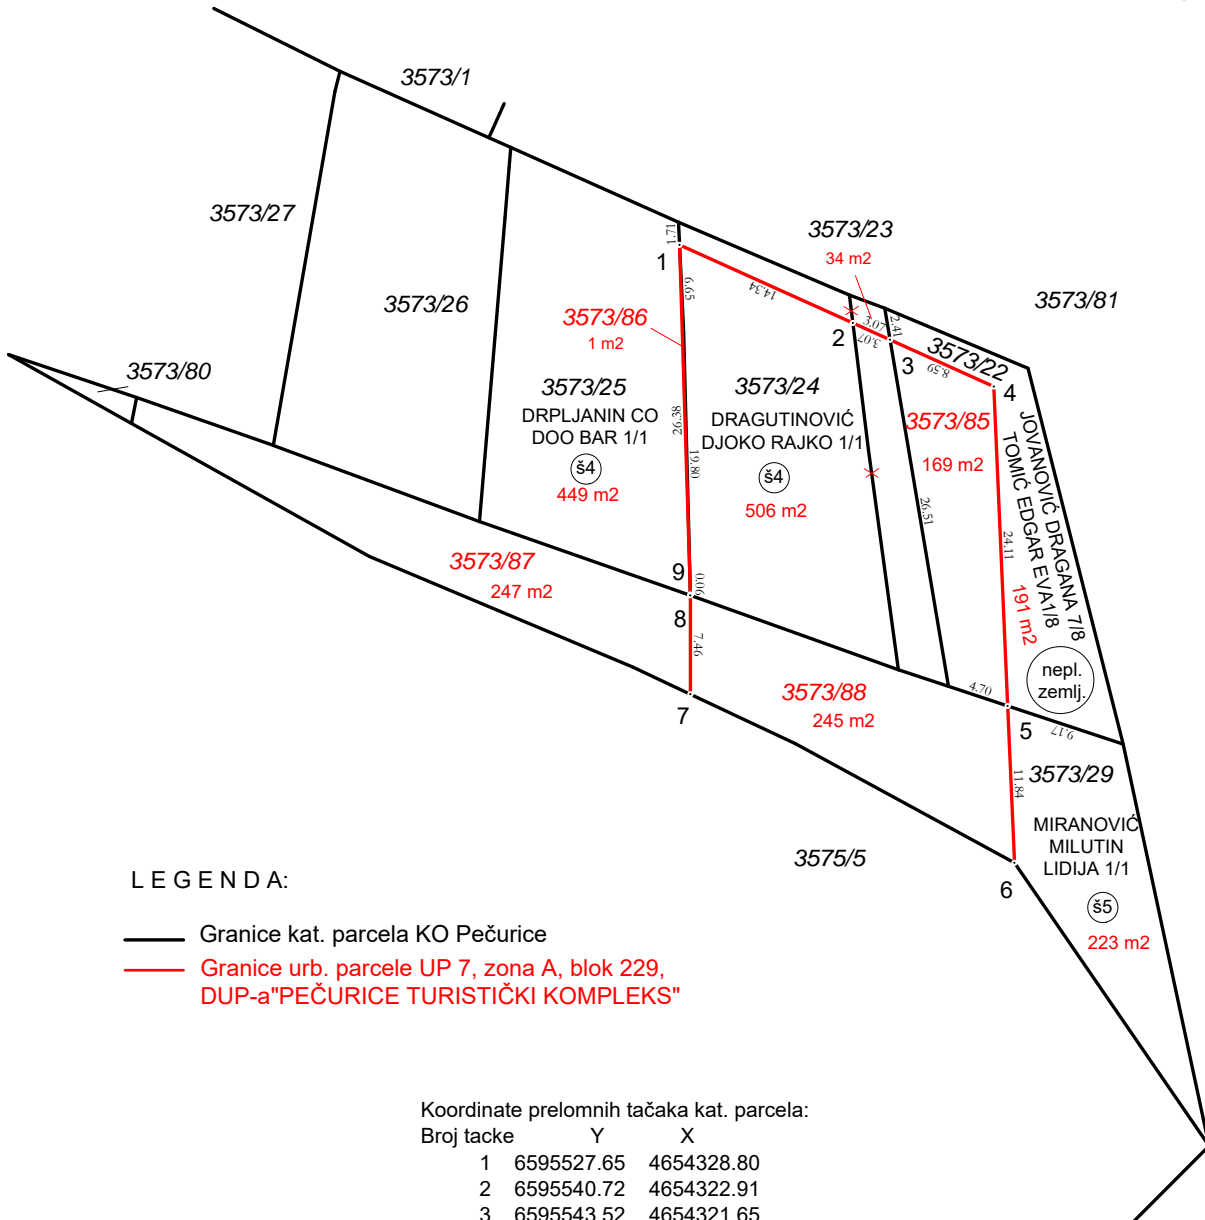 3573/1
3573/27
3573/26
3573/23
34 m2
3573/81
1.71
1
6.65
14.34
3.07
3.07
2.41
2
3
3573/22
8.59
4
3573/86
1 m2
3573/80
3573/25
DRPLJANIN CO
DOO BAR 1/1
š4
449 m2
26.38
19.80
3573/24
DRAGUTINOVIĆ
DJOKO RAJKO 1/1
š4
506 m2
3573/85
169 m2
26.51
24.11
JOVANOVIĆ DRAGANA 7/8
TOMIĆ EDGAR EVA1/8
191 m2
nepl.
zemlj.
3573/87
247 m2
9
0.06
8
7.46
7
3573/88
245 m2
4.70
5
9.17
11.84
3573/29
MIRANOVIĆ
MILUTIN
LIDIJA 1/1
š5
223 m2
3575/5
6
L E G E N D A:
Granice kat. parcela KO Pečurice
Granice urb. parcele UP 7, zona A, blok 229,
DUP-a"PEČURICE TURISTIČKI KOMPLEKS"
Koordinate prelomnih tačaka kat. parcela:
Broj tacke Y X
1 6595527.65 4654328.80
2 6595540.72 4654322.91
3 6595543.52 4654321.65